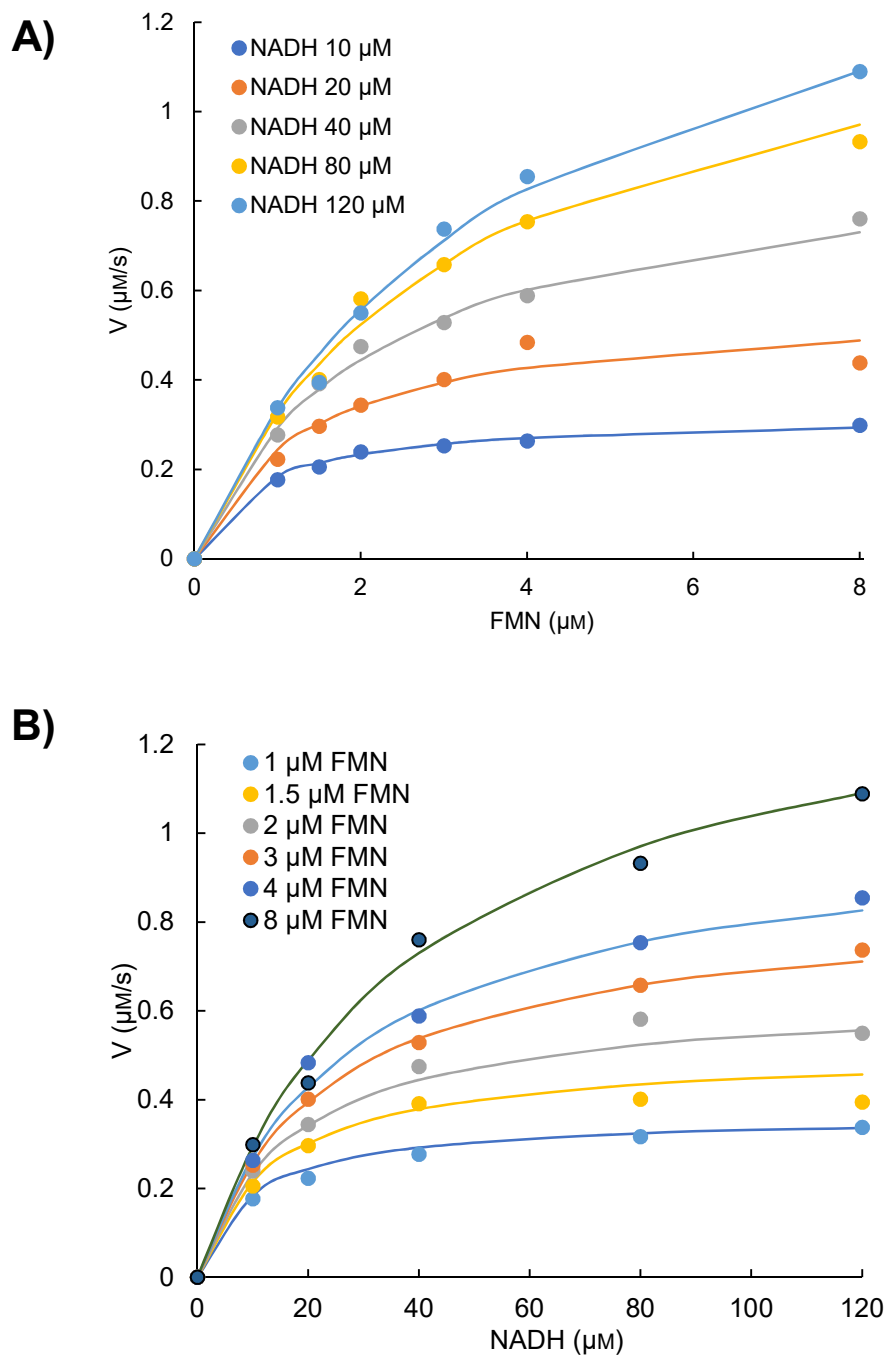 A)
1.2
1
0.8
0.6
0.4
0.2
0
V (μM/s)
NADH 10 μM
NADH 20 μM
NADH 40 μM
NADH 80 μM
NADH 120 μM
0 2 4 6 8
FMN (μM)
B)
1.2
1
0.8
0.6
0.4
0.2
0
V (μM/s)
1 μM FMN
1.5 μM FMN
2 μM FMN
3 μM FMN
4 μM FMN
8 μM FMN
0 20 40 60 80 100 120
NADH (μM)